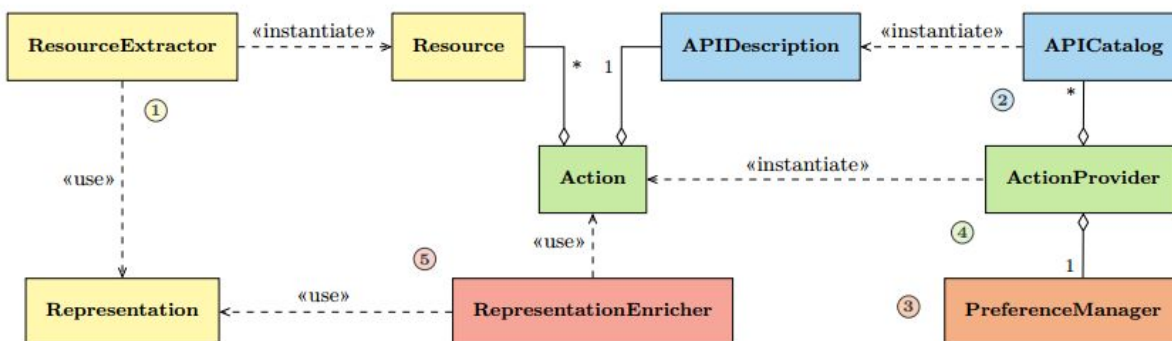 ResourceExtractor
«instantiate»
Resource
APIDescription
«instantiate»
APICatalog
*
1
1
2
*
«use»
Action
«instantiate»
ActionProvider
«use»
4
5
1
Representation
«use»
RepresentationEnricher
3
PreferenceManager